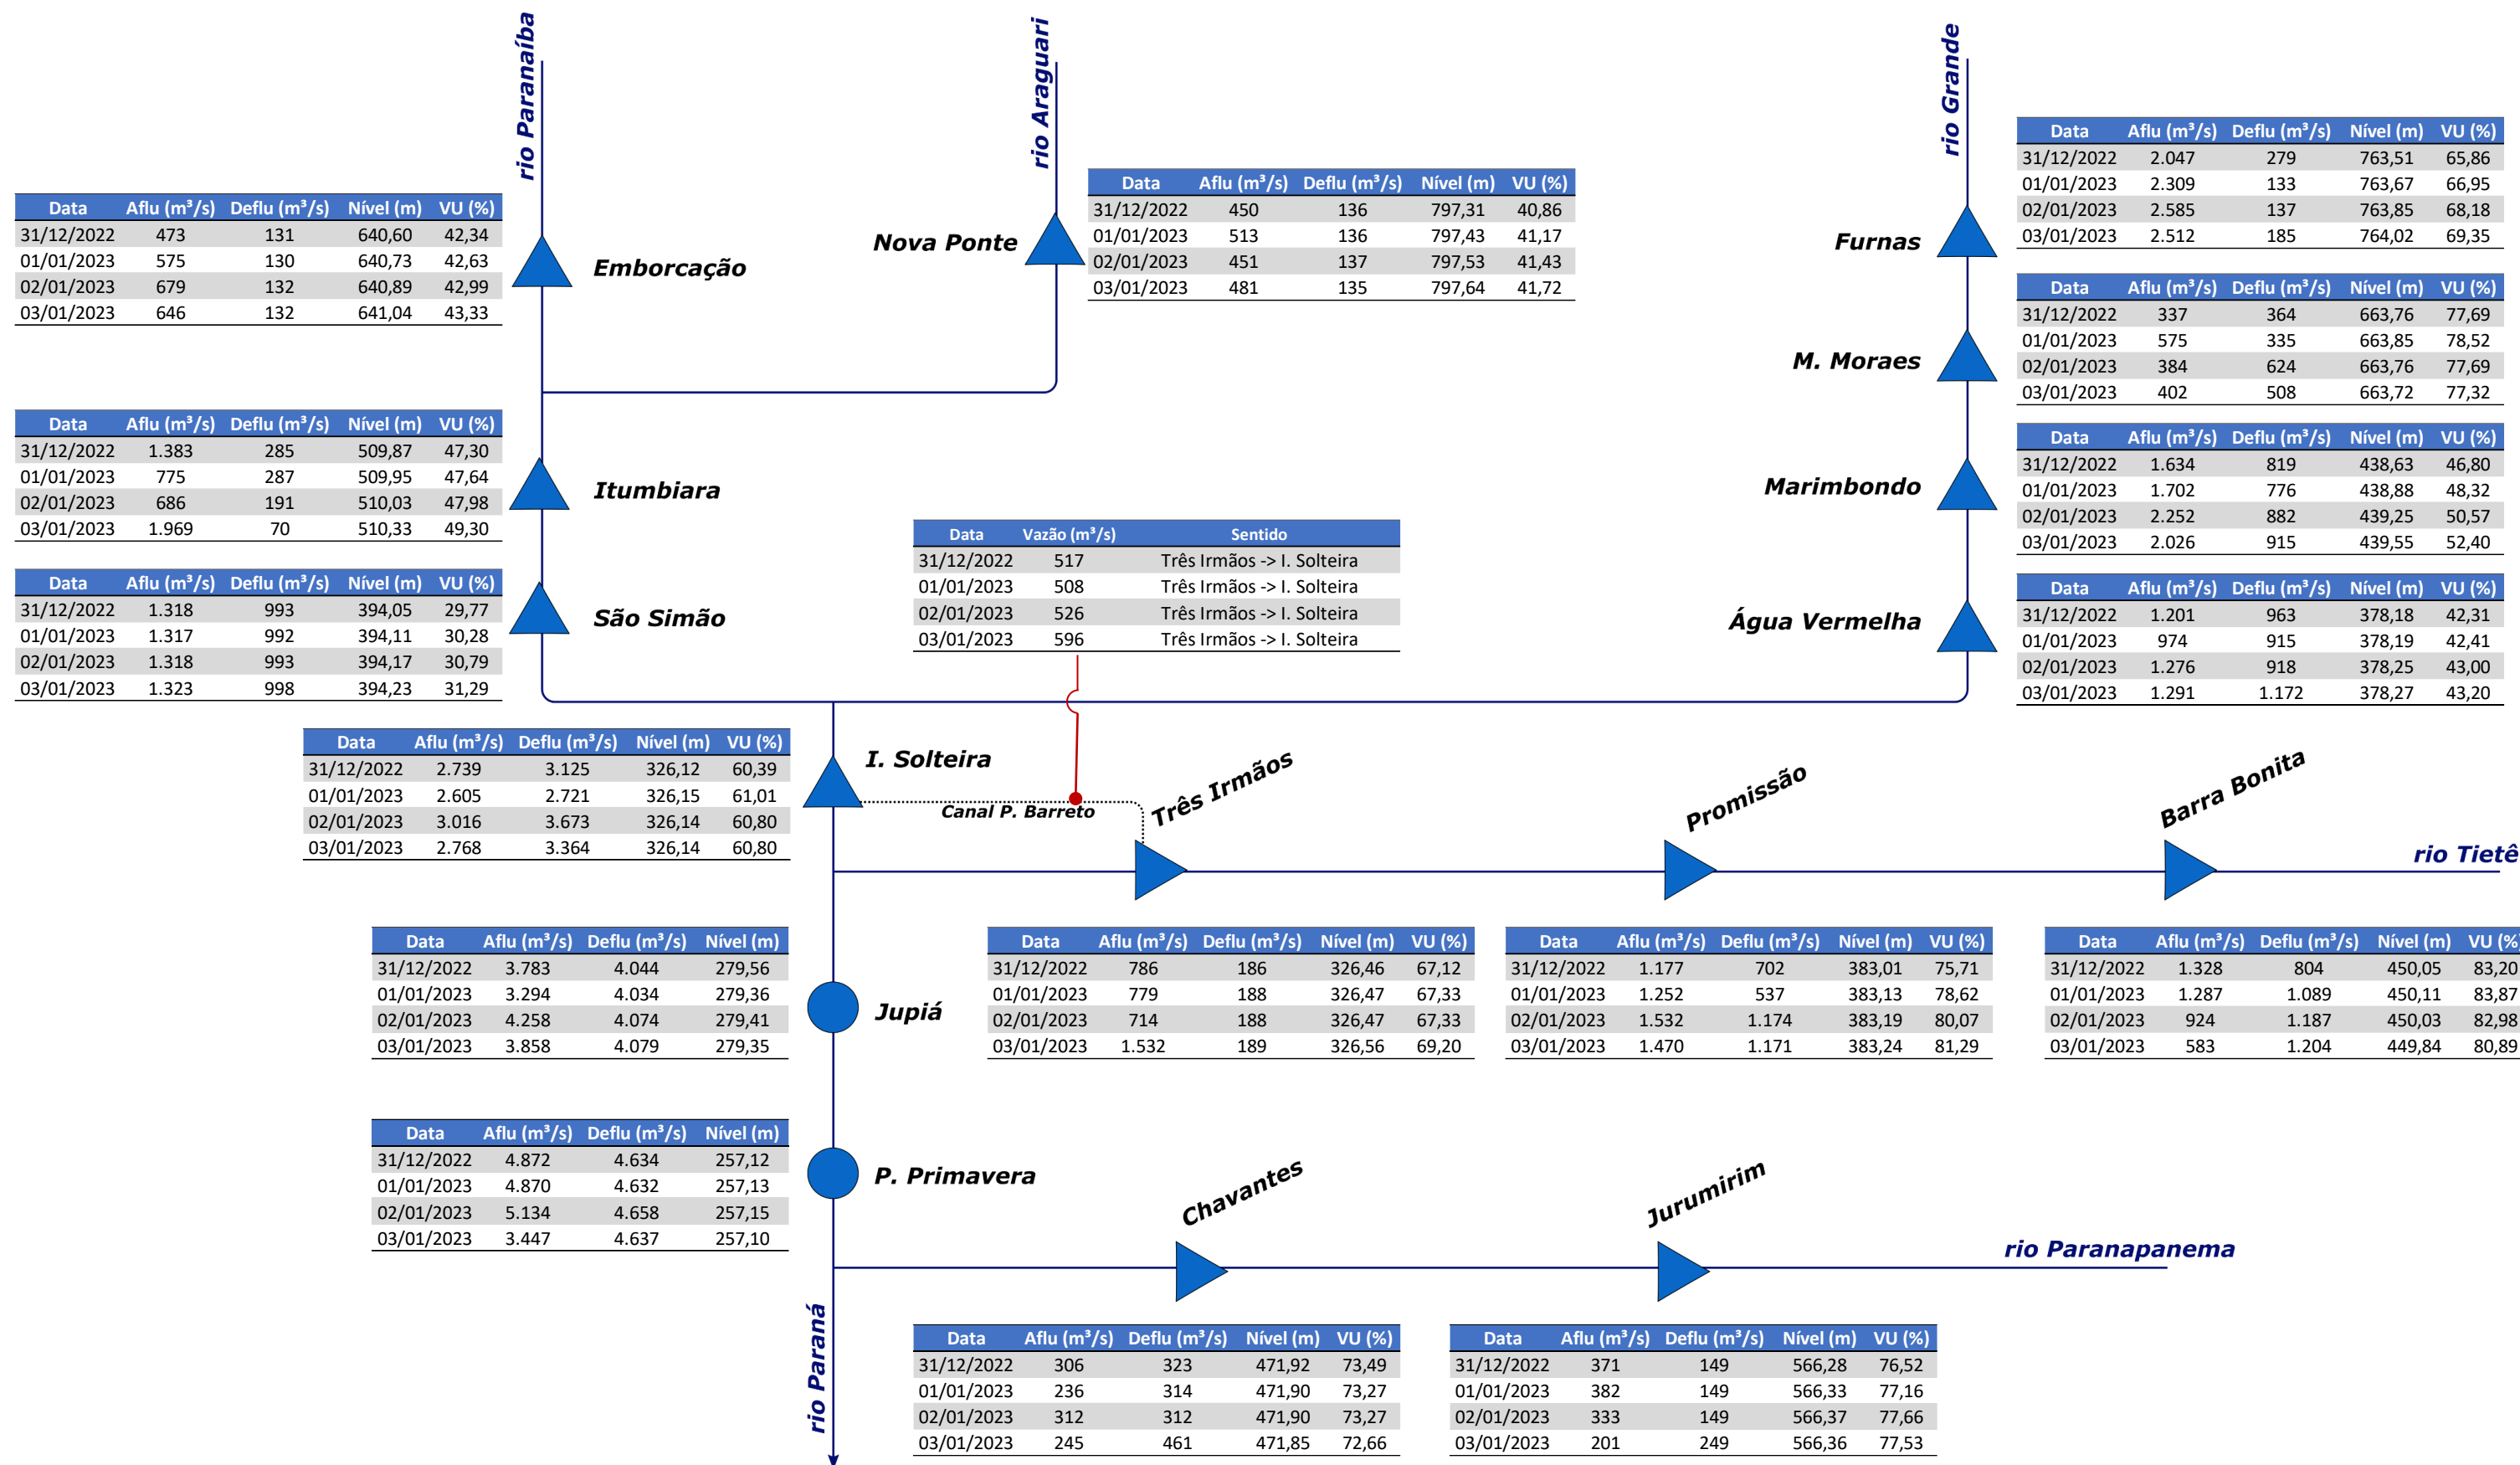 rio Paranaíba
rio Araguari
rio Grande
Data Aflu (m³/s) Deflu (m³/s) Nível (m) VU (%)
31/12/2022 2.047 279 763,51 65,86
01/01/2023 2.309 133 763,67 66,95
02/01/2023 2.585 137 763,85 68,18
03/01/2023 2.512 185 764,02 69,35
Furnas
Data Aflu (m³/s) Deflu (m³/s) Nível (m) VU (%)
31/12/2022 450 136 797,31 40,86
01/01/2023 513 136 797,43 41,17
02/01/2023 451 137 797,53 41,43
03/01/2023 481 135 797,64 41,72
Nova Ponte
Data Aflu (m³/s) Deflu (m³/s) Nível (m) VU (%)
31/12/2022 473 131 640,60 42,34
01/01/2023 575 130 640,73 42,63
02/01/2023 679 132 640,89 42,99
03/01/2023 646 132 641,04 43,33
Emborcação
Data Aflu (m³/s) Deflu (m³/s) Nível (m) VU (%)
31/12/2022 337 364 663,76 77,69
01/01/2023 575 335 663,85 78,52
02/01/2023 384 624 663,76 77,69
03/01/2023 402 508 663,72 77,32
M. Moraes
Data Aflu (m³/s) Deflu (m³/s) Nível (m) VU (%)
31/12/2022 1.383 285 509,87 47,30
01/01/2023 775 287 509,95 47,64
02/01/2023 686 191 510,03 47,98
03/01/2023 1.969 70 510,33 49,30
Itumbiara
Data Aflu (m³/s) Deflu (m³/s) Nível (m) VU (%)
31/12/2022 1.634 819 438,63 46,80
01/01/2023 1.702 776 438,88 48,32
02/01/2023 2.252 882 439,25 50,57
03/01/2023 2.026 915 439,55 52,40
Marimbondo
Data Vazão (m³/s) Sentido
31/12/2022 517 Três Irmãos -> I. Solteira
01/01/2023 508 Três Irmãos -> I. Solteira
02/01/2023 526 Três Irmãos -> I. Solteira
03/01/2023 596 Três Irmãos -> I. Solteira
Data Aflu (m³/s) Deflu (m³/s) Nível (m) VU (%)
31/12/2022 1.318 993 394,05 29,77
01/01/2023 1.317 992 394,11 30,28
02/01/2023 1.318 993 394,17 30,79
03/01/2023 1.323 998 394,23 31,29
São Simão
Data Aflu (m³/s) Deflu (m³/s) Nível (m) VU (%)
31/12/2022 1.201 963 378,18 42,31
01/01/2023 974 915 378,19 42,41
02/01/2023 1.276 918 378,25 43,00
03/01/2023 1.291 1.172 378,27 43,20
Água Vermelha
Data Aflu (m³/s) Deflu (m³/s) Nível (m) VU (%)
31/12/2022 2.739 3.125 326,12 60,39
01/01/2023 2.605 2.721 326,15 61,01
02/01/2023 3.016 3.673 326,14 60,80
03/01/2023 2.768 3.364 326,14 60,80
I. Solteira
Canal P. Barreto
Três Irmãos
Promissão
Barra Bonita
rio Tietê
Data Aflu (m³/s) Deflu (m³/s) Nível (m)
31/12/2022 3.783 4.044 279,56
01/01/2023 3.294 4.034 279,36
02/01/2023 4.258 4.074 279,41
03/01/2023 3.858 4.079 279,35
Jupiá
Data Aflu (m³/s) Deflu (m³/s) Nível (m) VU (%)
31/12/2022 786 186 326,46 67,12
01/01/2023 779 188 326,47 67,33
02/01/2023 714 188 326,47 67,33
03/01/2023 1.532 189 326,56 69,20
Data Aflu (m³/s) Deflu (m³/s) Nível (m) VU (%)
31/12/2022 1.177 702 383,01 75,71
01/01/2023 1.252 537 383,13 78,62
02/01/2023 1.532 1.174 383,19 80,07
03/01/2023 1.470 1.171 383,24 81,29
Data Aflu (m³/s) Deflu (m³/s) Nível (m) VU (%)
31/12/2022 1.328 804 450,05 83,20
01/01/2023 1.287 1.089 450,11 83,87
02/01/2023 924 1.187 450,03 82,98
03/01/2023 583 1.204 449,84 80,89
Data Aflu (m³/s) Deflu (m³/s) Nível (m)
31/12/2022 4.872 4.634 257,12
01/01/2023 4.870 4.632 257,13
02/01/2023 5.134 4.658 257,15
03/01/2023 3.447 4.637 257,10
P. Primavera
Chavantes
Jurumirim
rio Paranapanema
rio Paraná
Data Aflu (m³/s) Deflu (m³/s) Nível (m) VU (%)
31/12/2022 306 323 471,92 73,49
01/01/2023 236 314 471,90 73,27
02/01/2023 312 312 471,90 73,27
03/01/2023 245 461 471,85 72,66
Data Aflu (m³/s) Deflu (m³/s) Nível (m) VU (%)
31/12/2022 371 149 566,28 76,52
01/01/2023 382 149 566,33 77,16
02/01/2023 333 149 566,37 77,66
03/01/2023 201 249 566,36 77,53